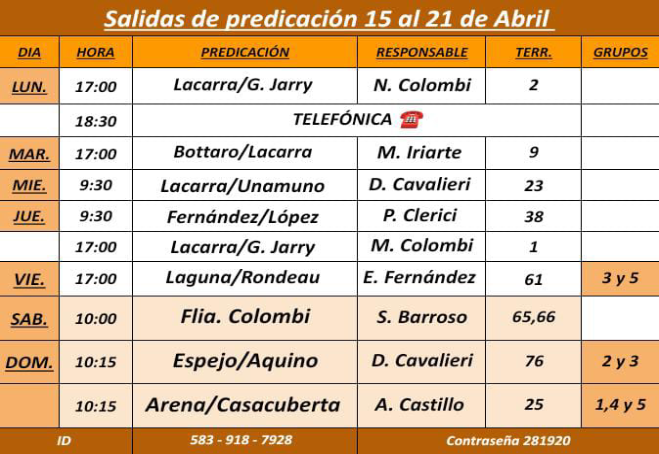 Salidas de predicación 15 al 21 de Abril
DIA HORA PREDICACIÓN RESPONSABLE TERR. GRUPOS
LUN. 17:00 Lacarra/G. Jarry N. Colombi 2
18:30 TELEFÓNICA ☎️
MAR. 17:00 Bottaro/Lacarra M. Iriarte 9
MIE. 9:30 Lacarra/Unamuno D. Cavalieri 23
JUE. 9:30 Fernández/López P. Clerici 38
17:00 Lacarra/G. Jarry M. Colombi 1
VIE. 17:00 Laguna/Rondeau E. Fernández 61 3 y 5
SAB. 10:00 Flia. Colombi S. Barroso 65,66
DOM. 10:15 Espejo/Aquino D. Cavalieri 76 2 y 3
10:15 Arena/Casacuberta A. Castillo 25 1,4 y 5
ID 583 - 918 - 7928 Contraseña 281920